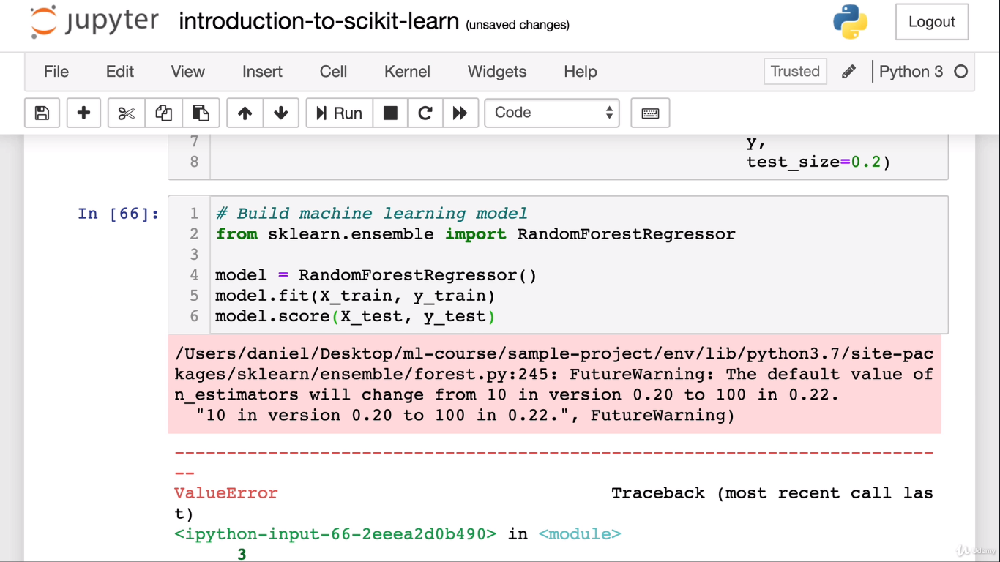 jupyter introduction-to-scikit-learn (unsaved changes) Logout
File Edit View Insert Cell Kernel Widgets Help Trusted Python 3
Run Code
7 y,
8 test_size=0.2)
In [66]:
1 # Build machine learning model
2 from sklearn.ensemble import RandomForestRegressor
3
4 model = RandomForestRegressor()
5 model.fit(X_train, y_train)
6 model.score(X_test, y_test)
/Users/daniel/Desktop/ml-course/sample-project/env/lib/python3.7/site-pac
kages/sklearn/ensemble/forest.py:245: FutureWarning: The default value of
n_estimators will change from 10 in version 0.20 to 100 in 0.22.
"10 in version 0.20 to 100 in 0.22.", FutureWarning)
-------------------------------------------------------------------------
--
ValueError Traceback (most recent call las
t)
<ipython-input-66-2eeea2d0b490> in <module>
3
Udemy